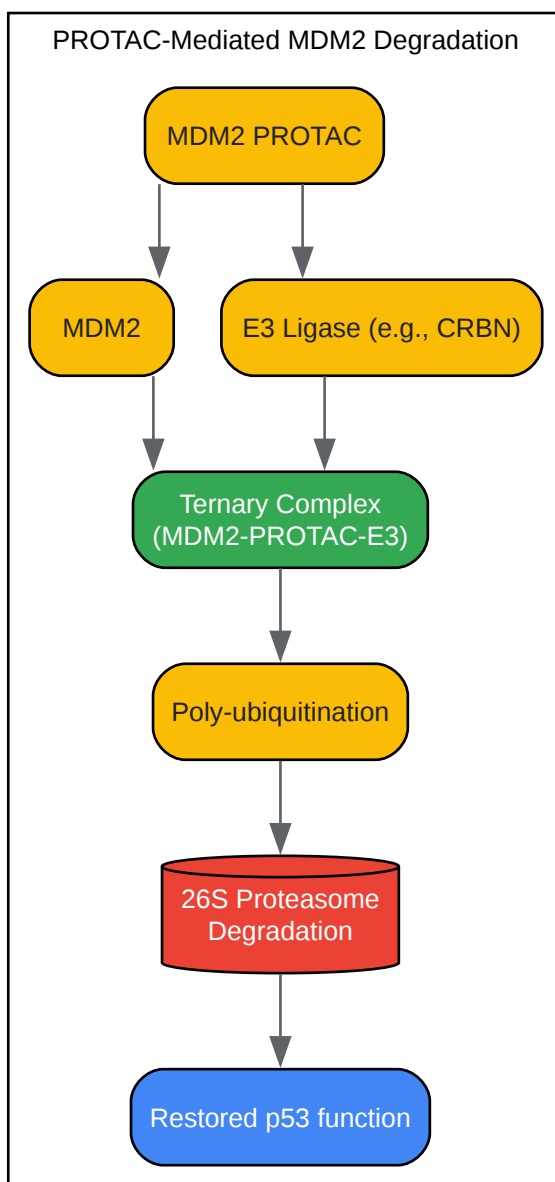 PROTAC-Mediated MDM2 Degradation
MDM2 PROTAC
MDM2
E3 Ligase (e.g., CRBN)
Ternary Complex
(MDM2-PROTAC-E3)
Poly-ubiquitination
26S Proteasome
Degradation
Restored p53 function